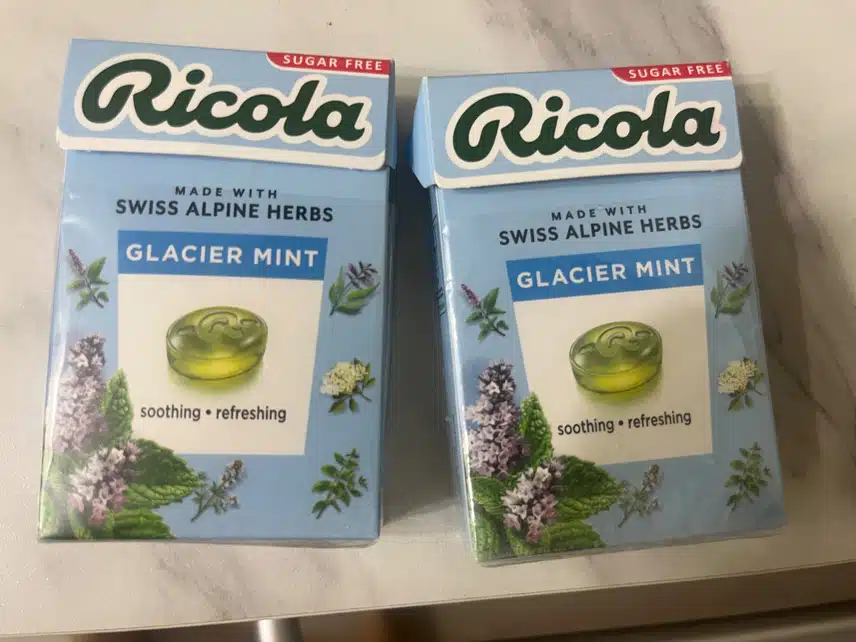 SUGAR FREE
Ricola
MADE WITH
SWISS ALPINE HERBS
GLACIER MINT
soothing • refreshing
SUGAR FREE
Ricola
MADE WITH
SWISS ALPINE HERBS
GLACIER MINT
soothing • refreshing